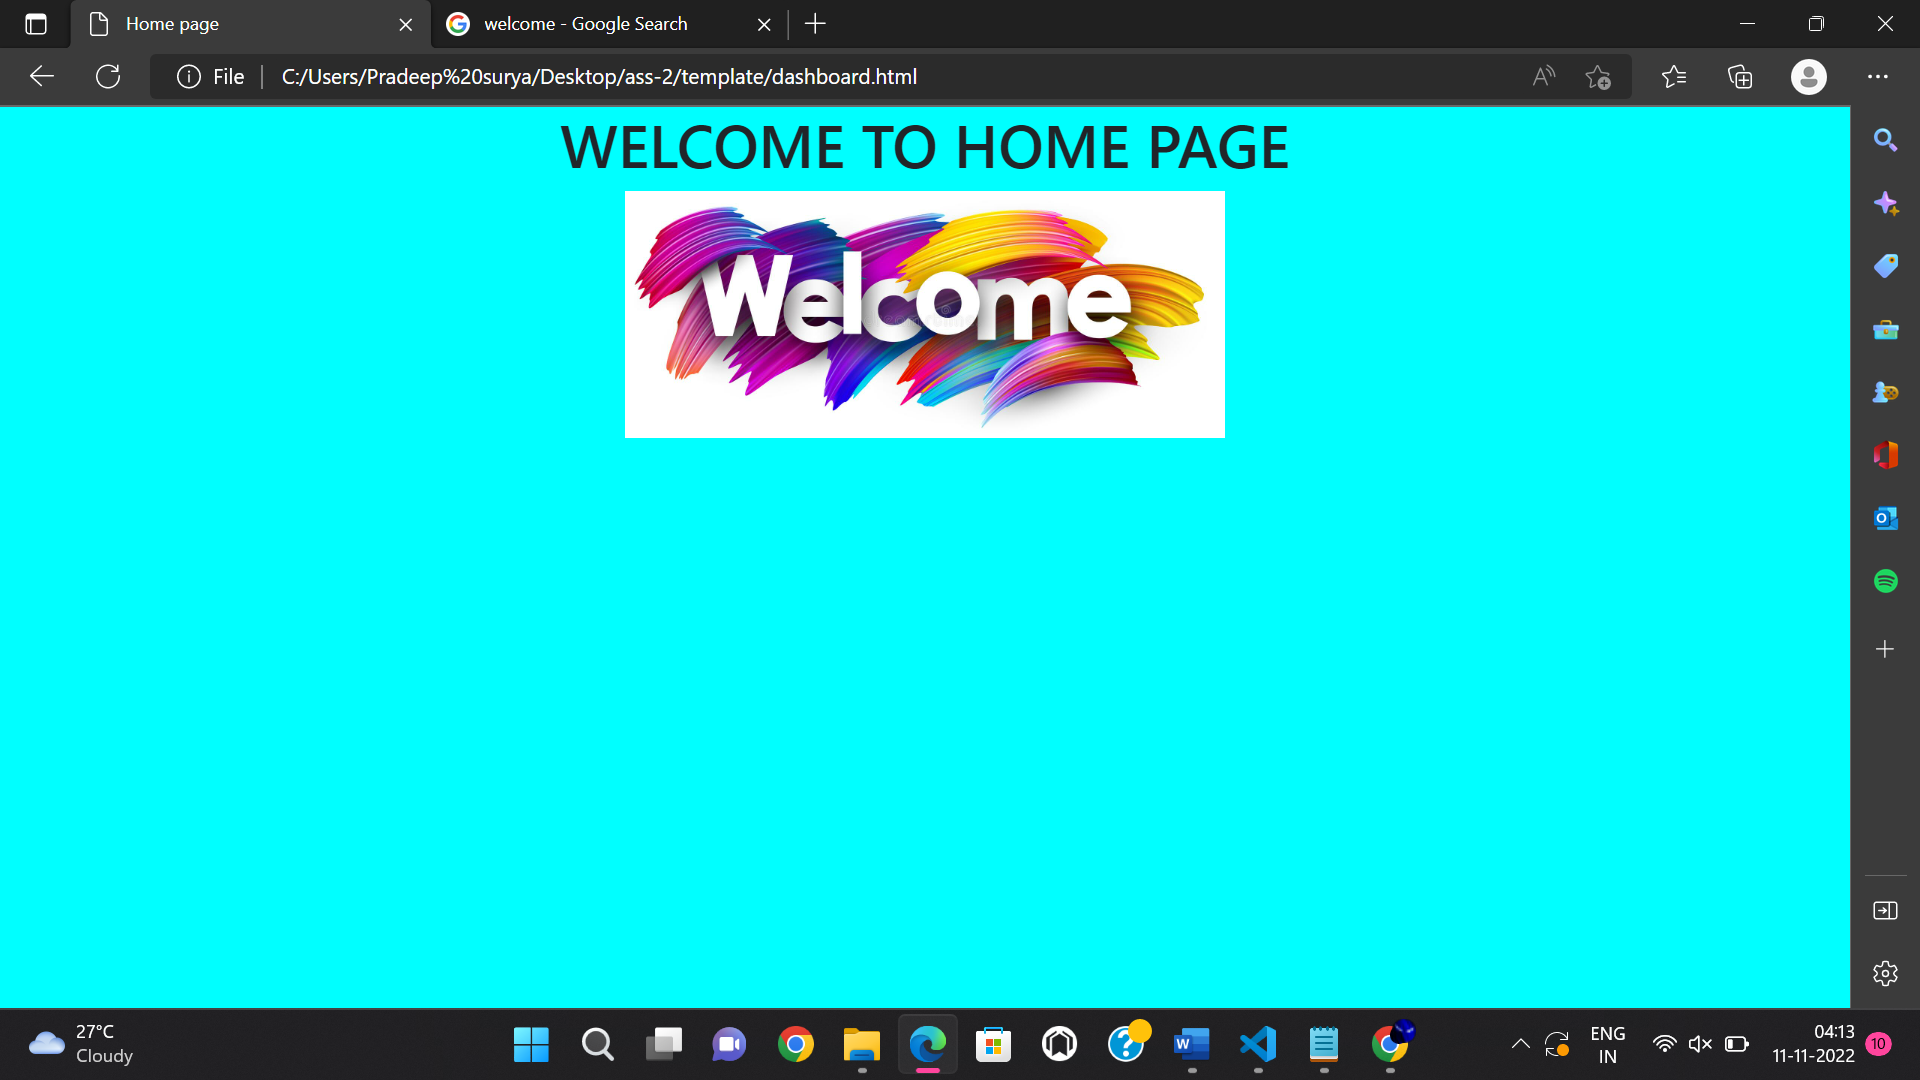 Home page
welcome - Google Search
File
C:/Users/Pradeep%20surya/Desktop/ass-2/template/dashboard.html
WELCOME TO HOME PAGE
Welcome
27°C
Cloudy
ENG
IN
04:13
11-11-2022
10